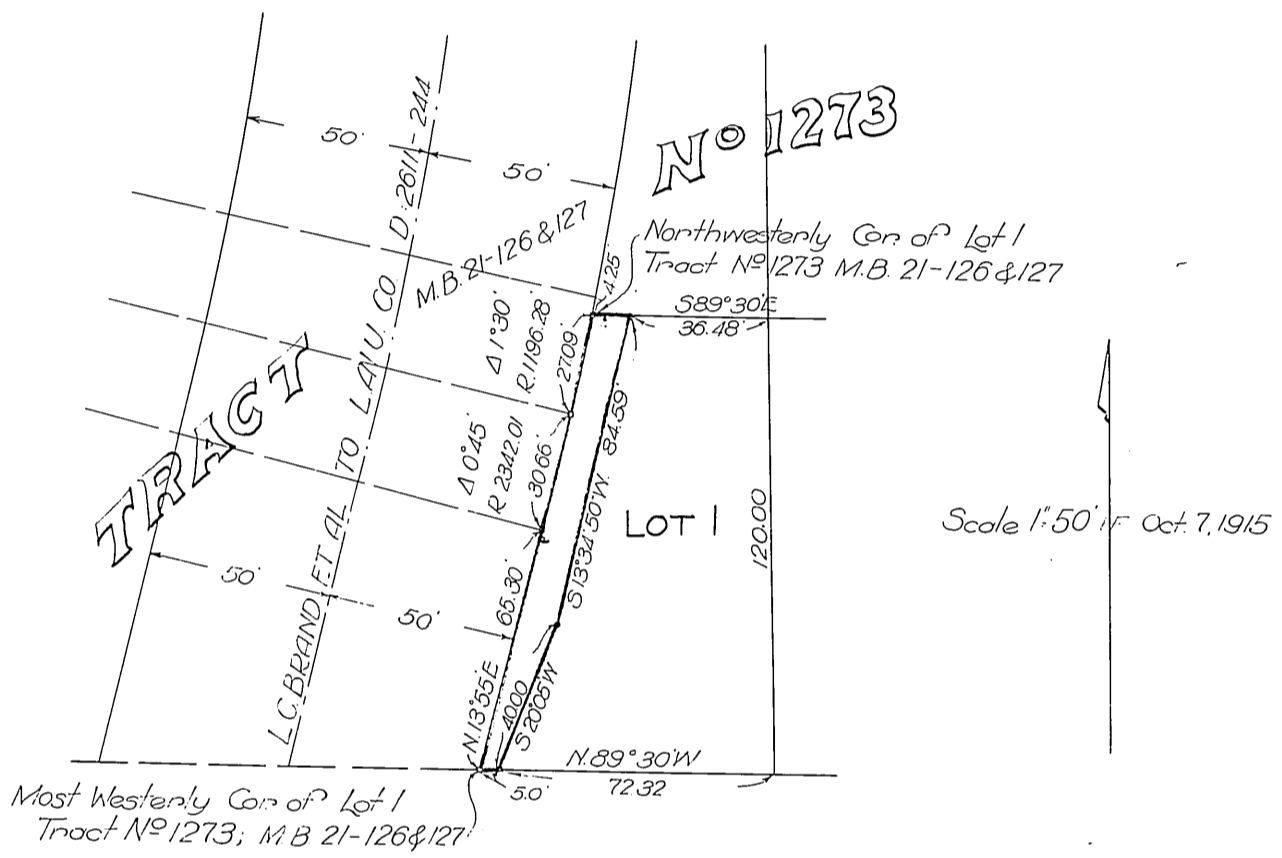 50'
50'
D. 2611-244
Nº 1273
M.B. 21-126 & 127
Northwesterly Cor. of Lot 1
Tract Nº 1273 M.B. 21-126 & 127
4.25
S 89° 30' E
36.48'
Δ 1° 30'
R. 1196.28
27.09
TRACT
L.C. BRAND ET AL TO L.A.N.U. CO.
Δ 0° 45'
R 2342.01
30.66
84.59'
S 13° 34' 50" W.
LOT 1
120.00
Scale 1":50' Oct. 7, 1915
50'
50'
65.30'
N. 13° 55' E
40.00
S 20° 05' W
N. 89° 30' W
72.32
5.0'
Most Westerly Cor. of Lot 1
Tract Nº 1273; M.B. 21-126 & 127